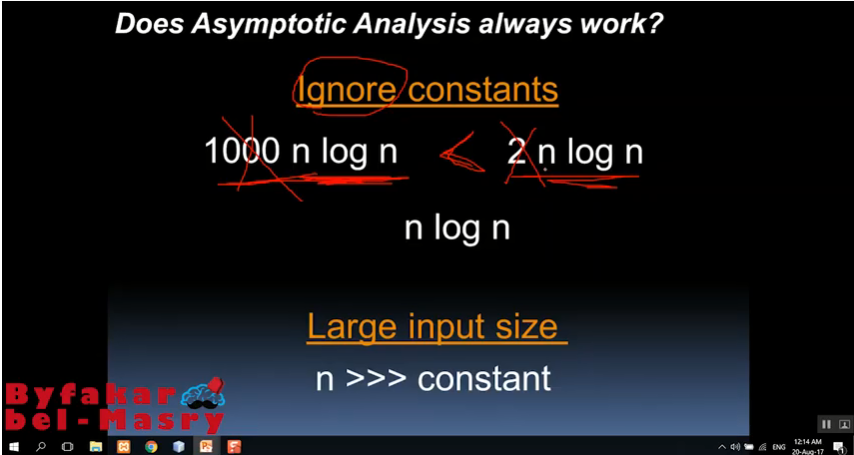 Does Asymptotic Analysis always work?
Ignore constants
1000 n log n < 2 n log n
n log n
Large input size
n >>> constant
Byfakar
bel-Masry
ENG
12:14 AM
20-Aug-17